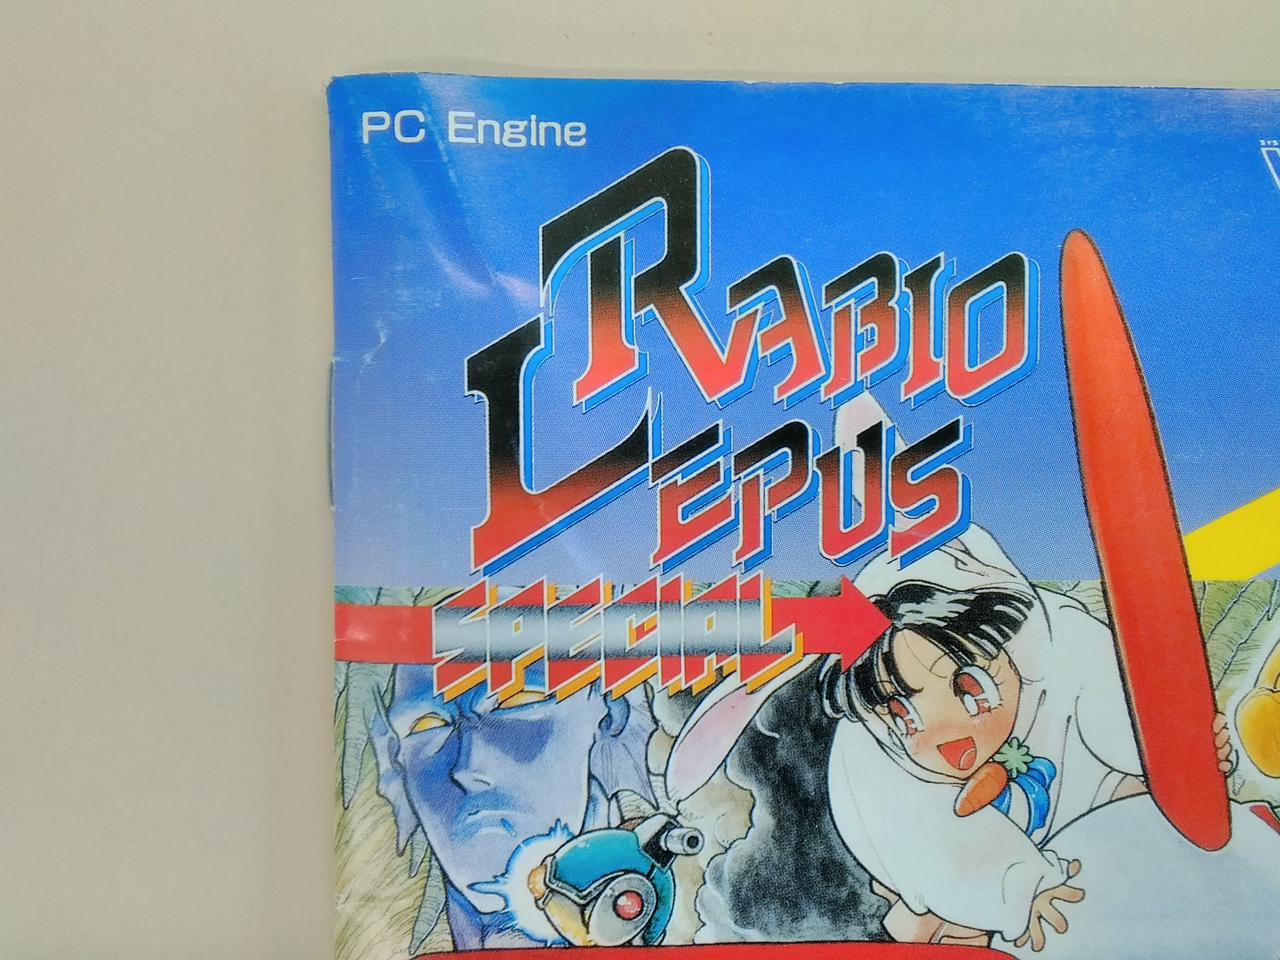 PC Engine
RABIO
LEPUS
SPECIAL